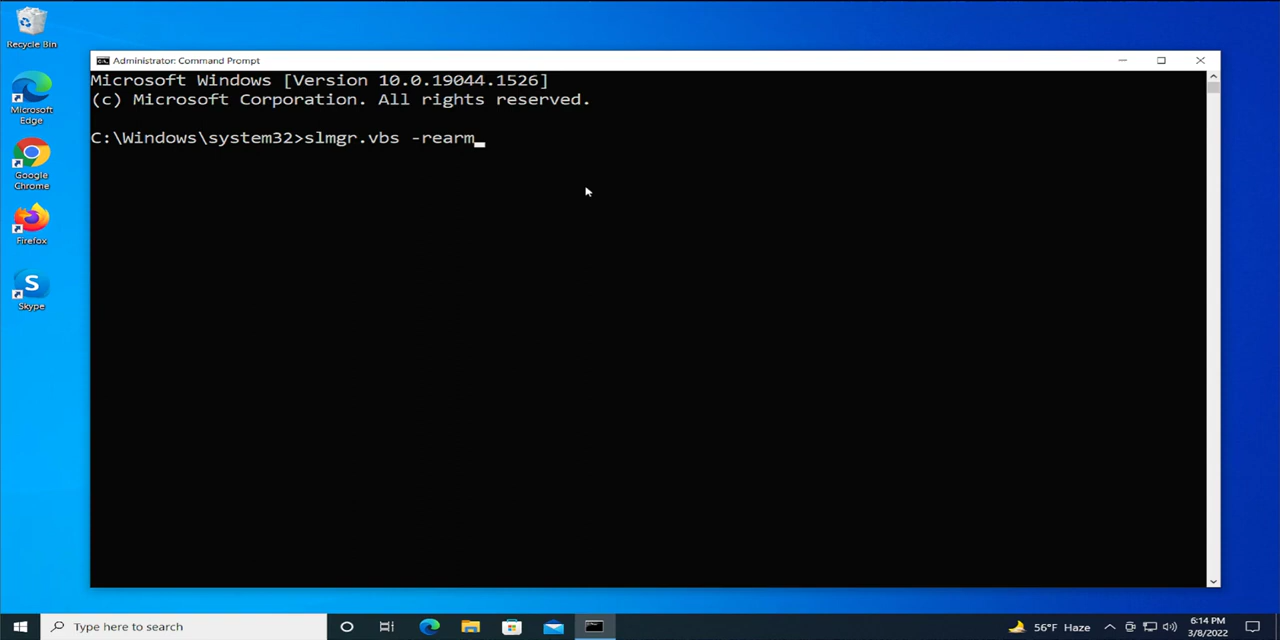 Recycle Bin
Microsoft
Edge
Google
Chrome
Firefox
S
Skype
Administrator: Command Prompt
Microsoft Windows [Version 10.0.19044.1526]
(c) Microsoft Corporation. All rights reserved.
C:\Windows\system32>slmgr.vbs -rearm_
Type here to search
56°F Haze
6:14 PM
3/8/2022